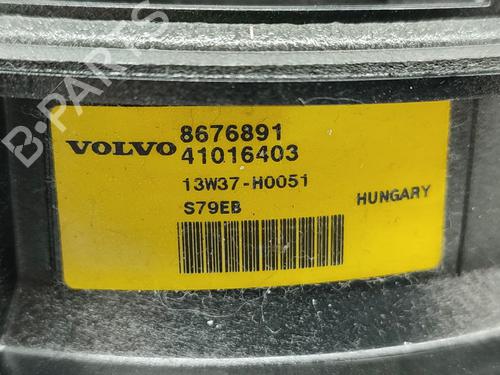 B-PARTS
VOLVO
8676891
41016403
13W37-H0051
S79EB
HUNGARY